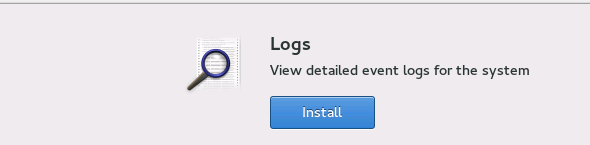 Logs
View detailed event logs for the system
Install